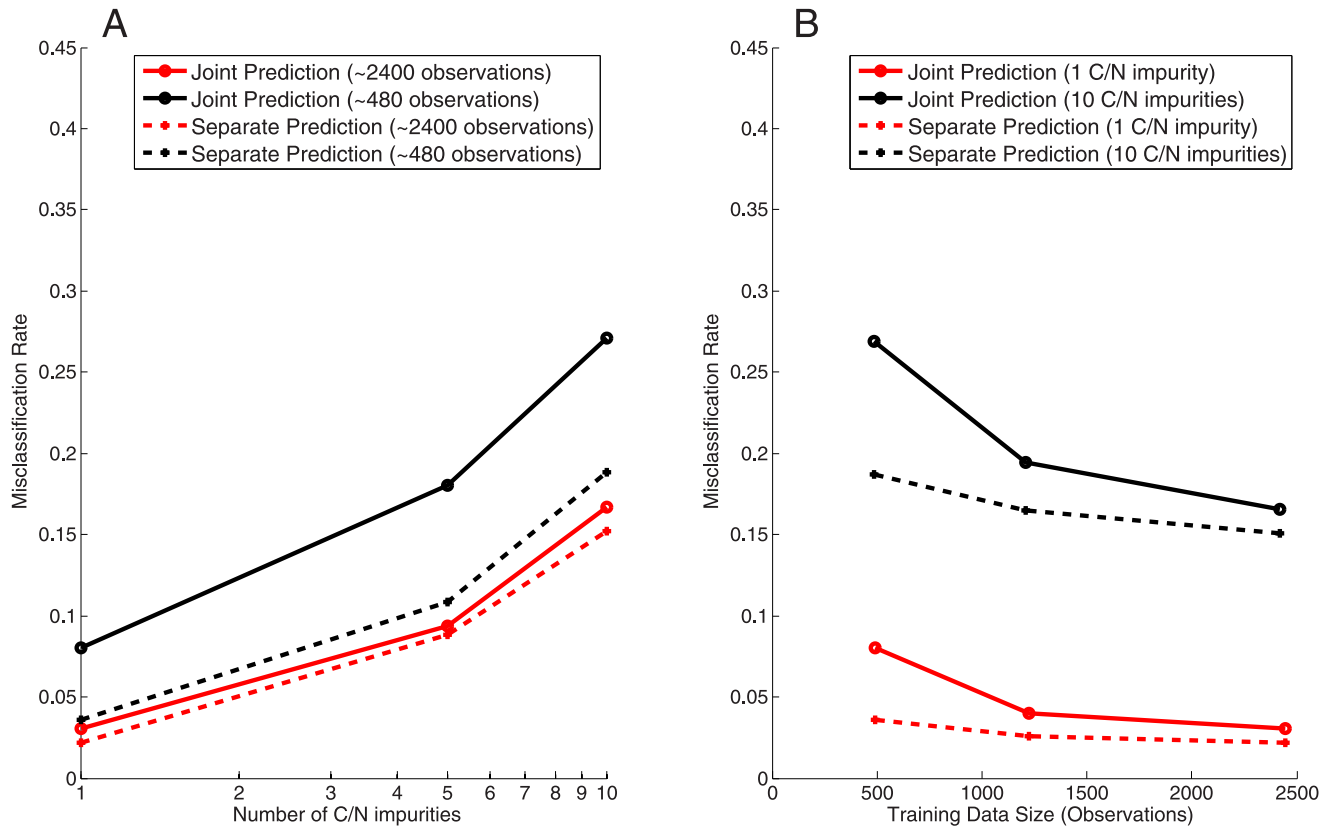 A
Joint Prediction (~2400 observations)
Joint Prediction (~480 observations)
Separate Prediction (~2400 observations)
Separate Prediction (~480 observations)
0.45
0.4
0.35
0.3
0.25
0.2
0.15
0.1
0.05
0
Misclassification Rate
1 2 3 4 5 6 7 8 9 10
Number of C/N impurities
B
Joint Prediction (1 C/N impurity)
Joint Prediction (10 C/N impurities)
Separate Prediction (1 C/N impurity)
Separate Prediction (10 C/N impurities)
0.45
0.4
0.35
0.3
0.25
0.2
0.15
0.1
0.05
0
Misclassification Rate
0 500 1000 1500 2000 2500
Training Data Size (Observations)